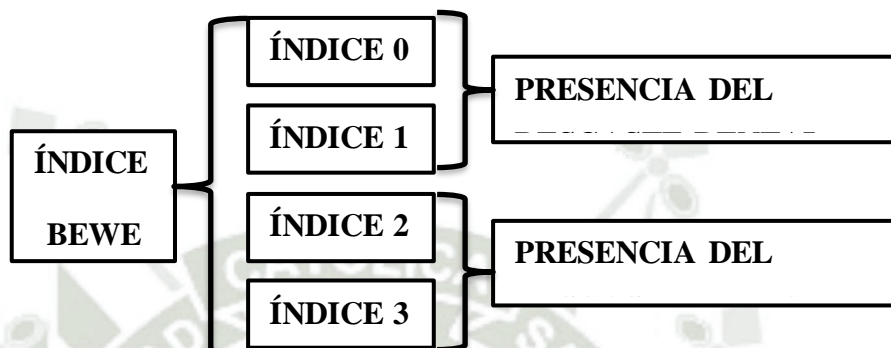 ÍNDICE
BEWE
ÍNDICE 0
ÍNDICE 1
ÍNDICE 2
ÍNDICE 3
PRESENCIA DEL
PRESENCIA DEL